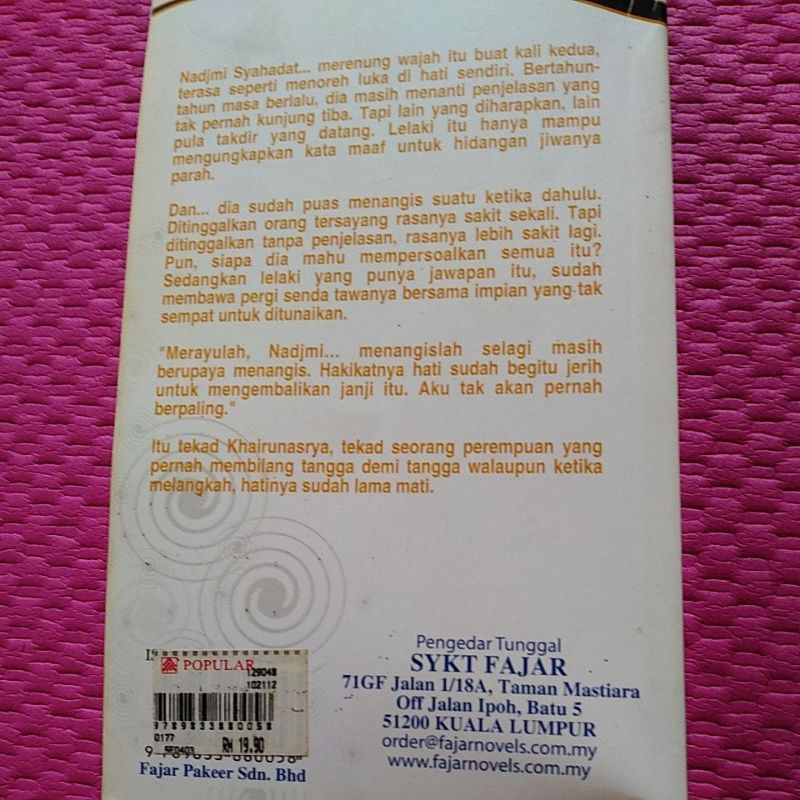 Nadjmi Syahadat... merenung wajah itu buat kali kedua,
terasa seperti menoreh luka di hati sendiri. Bertahun-
tahun masa berlalu, dia masih menanti penjelasan yang
tak pernah kunjung tiba. Tapi lain yang diharapkan, lain
pula takdir yang datang. Lelaki itu hanya mampu
mengungkapkan kata maaf untuk hidangan jiwanya
parah.
Dan... dia sudah puas menangis suatu ketika dahulu.
Ditinggalkan orang tersayang rasanya sakit sekali. Tapi
ditinggalkan tanpa penjelasan, rasanya lebih sakit lagi.
Pun, siapa dia mahu mempersoalkan semua itu?
Sedangkan lelaki yang punya jawapan itu, sudah
membawa pergi senda tawanya bersama impian yang tak
sempat untuk ditunaikan.
"Merayulah, Nadjmi... menangislah selagi masih
berupaya menangis. Hakikatnya hati sudah begitu jerih
untuk mengembalikan janji itu. Aku tak akan pernah
berpaling."
Itu tekad Khairunasrya, tekad seorang perempuan yang
pernah membilang tangga demi tangga walaupun ketika
melangkah, hatinya sudah lama mati.
Pengedar Tunggal
SYKT FAJAR
71GF Jalan 1/18A, Taman Mastiara
Off Jalan Ipoh, Batu 5
51200 KUALA LUMPUR
order@fajarnovels.com.my
www.fajarnovels.com.my
POPULAR
129048
102112
9789833880058
0177
SE0403
RM 19.90
Fajar Pakeer Sdn. Bhd